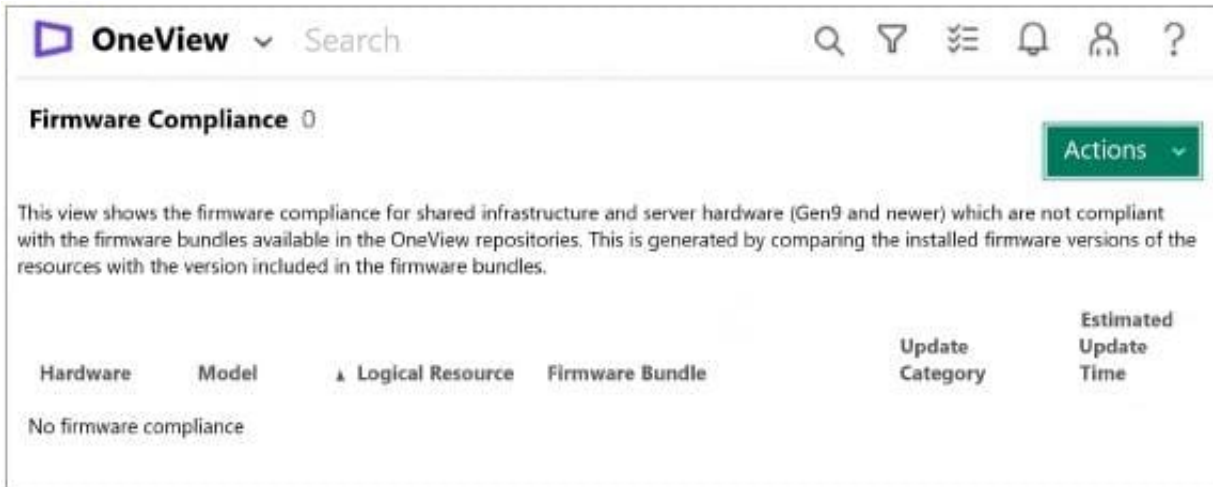 OneView Search
Firmware Compliance 0
Actions
This view shows the firmware compliance for shared infrastructure and server hardware (Gen9 and newer) which are not compliant
with the firmware bundles available in the OneView repositories. This is generated by comparing the installed firmware versions of the
resources with the version included in the firmware bundles.
Hardware Model Logical Resource Firmware Bundle Update Category Estimated Update Time
No firmware compliance